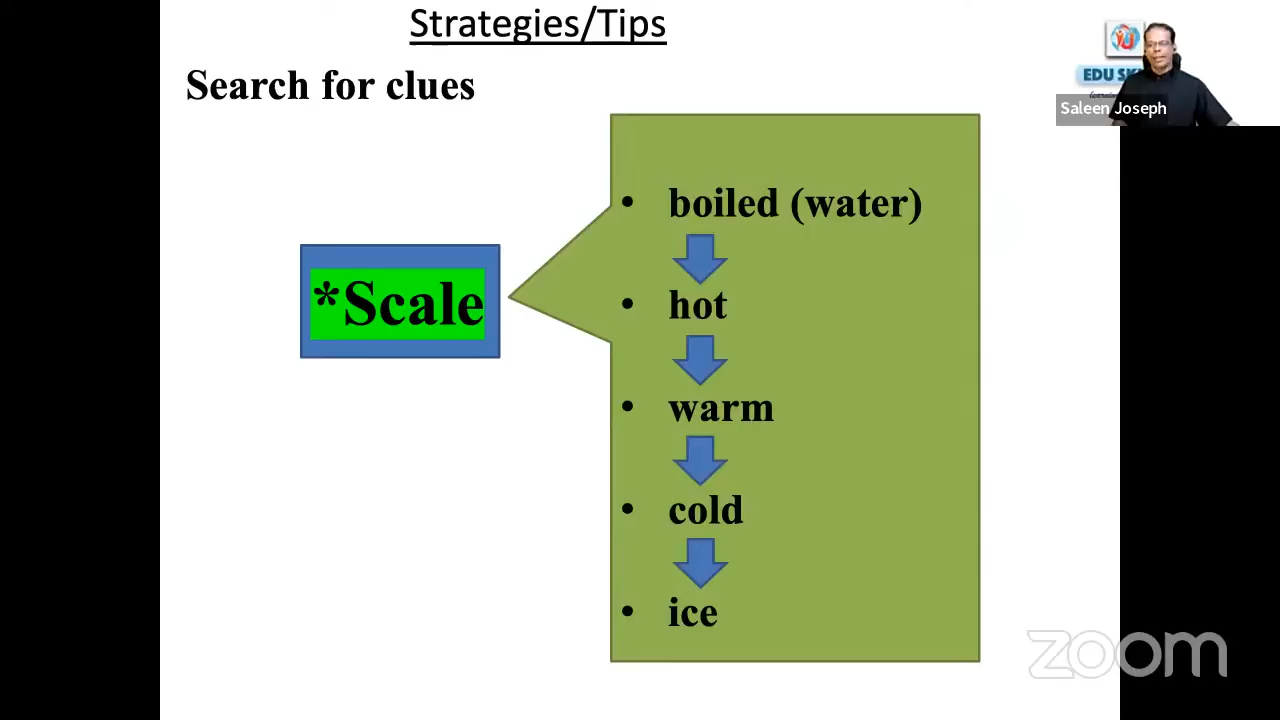 Strategies/Tips
Search for clues
EDU SK
Saleen Joseph
*Scale
• boiled (water)
• hot
• warm
• cold
• ice
zoom